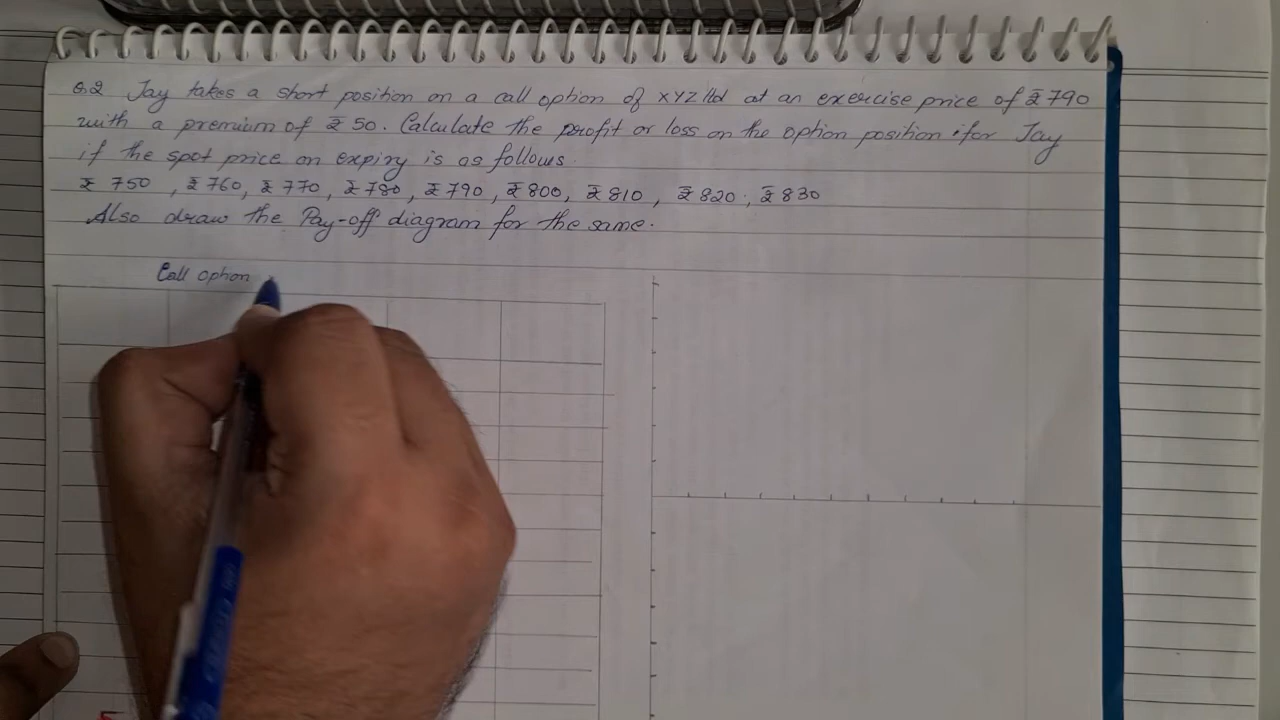 Q.2 Jay takes a short position on a call option of XYZ ltd at an exercise price of ₹790
with a premium of ₹ 50. Calculate the profit or loss on the option position for Jay
if the spot price on expiry is as follows.
₹ 750, ₹760, ₹770, ₹780, ₹790, ₹800, ₹810, ₹820, ₹830
Also draw the Pay-off diagram for the same.
Call option